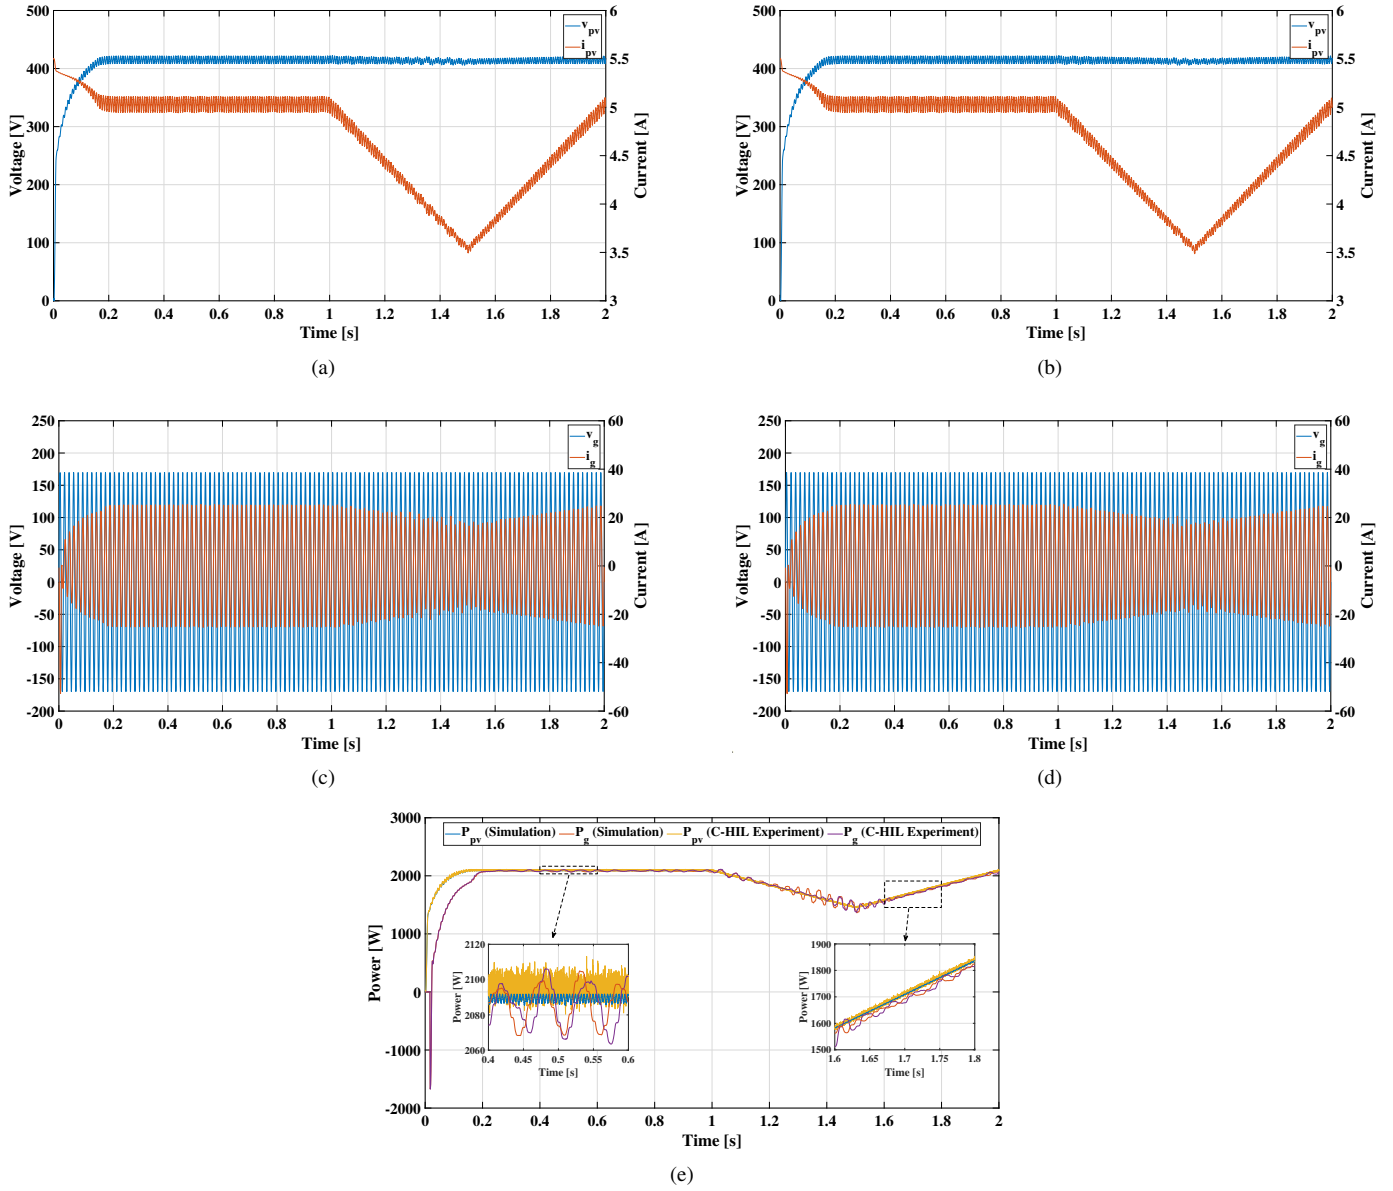 500
400
300
200
100
0
Voltage [V]
6
5.5
5
4.5
4
3.5
3
Current [A]
v pv
i pv
0 0.2 0.4 0.6 0.8 1 1.2 1.4 1.6 1.8 2
Time [s]
(a)
500
400
300
200
100
0
Voltage [V]
6
5.5
5
4.5
4
3.5
3
Current [A]
v pv
i pv
0 0.2 0.4 0.6 0.8 1 1.2 1.4 1.6 1.8 2
Time [s]
(b)
250
200
150
100
50
0
-50
-100
-150
-200
Voltage [V]
60
40
20
0
-20
-40
-60
Current [A]
v g
i g
0 0.2 0.4 0.6 0.8 1 1.2 1.4 1.6 1.8 2
Time [s]
(c)
250
200
150
100
50
0
-50
-100
-150
-200
Voltage [V]
60
40
20
0
-20
-40
-60
Current [A]
v g
i g
0 0.2 0.4 0.6 0.8 1 1.2 1.4 1.6 1.8 2
Time [s]
(d)
3000
2000
1000
0
-1000
-2000
Power [W]
P pv (Simulation) P g (Simulation) P pv (C-HIL Experiment) P g (C-HIL Experiment)
2120
2100
2080
2060
Power [W]
0.4 0.45 0.5 0.55 0.6
Time [s]
1900
1800
1700
1600
1500
Power [W]
1.6 1.65 1.7 1.75 1.8
Time [s]
0 0.2 0.4 0.6 0.8 1 1.2 1.4 1.6 1.8 2
Time [s]
(e)